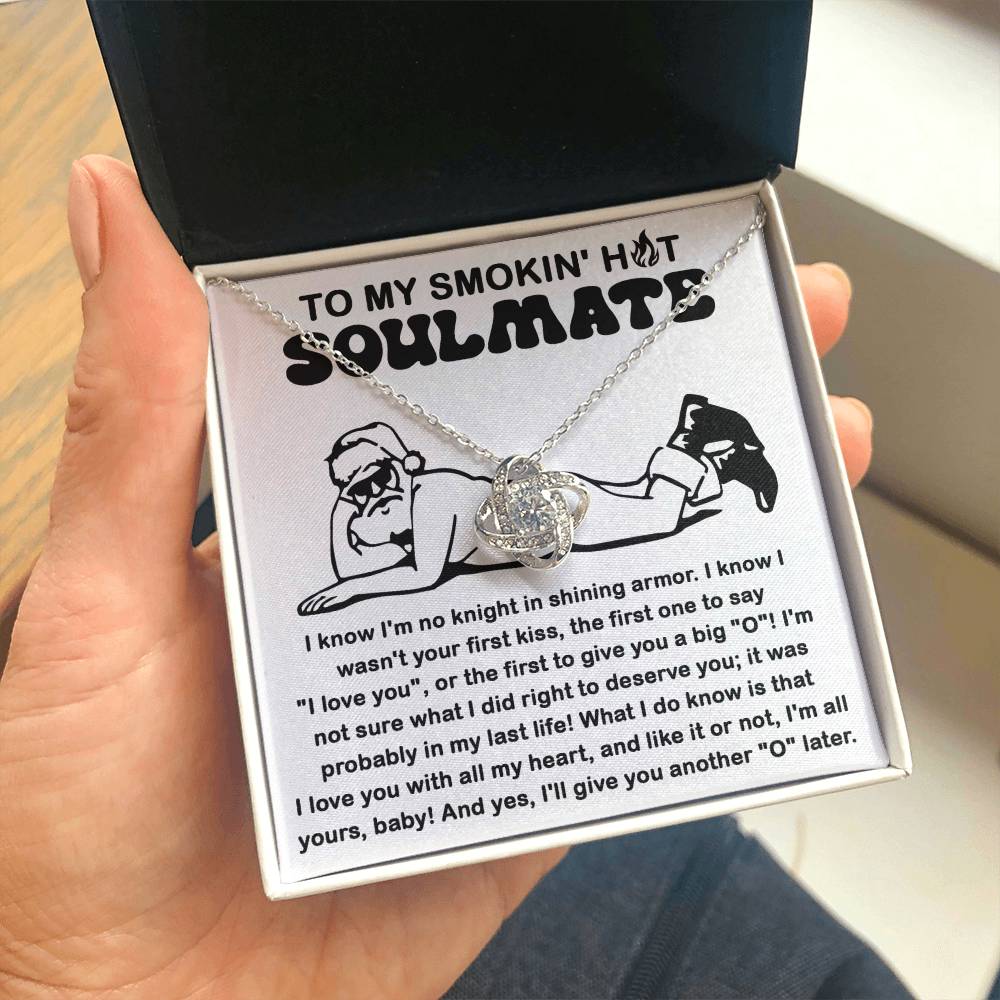 TO MY SMOKIN' HOT
SOULMATE
I know I'm no knight in shining armor. I know I
wasn't your first kiss, the first one to say
"I love you", or the first to give you a big "O"! I'm
not sure what I did right to deserve you; it was
probably in my last life! What I do know is that
I love you with all my heart, and like it or not, I'm all
yours, baby! And yes, I'll give you another "O" later.